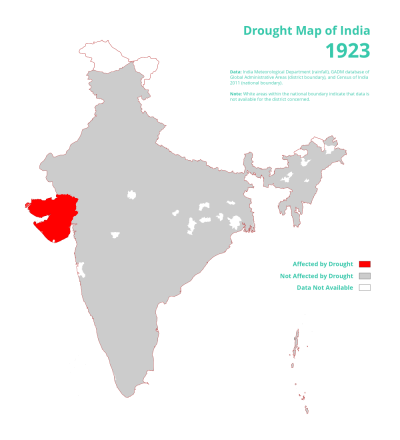 Drought Map of India
1923
Data: India Meteorological Department (rainfall), GADM database of
Global Administrative Areas (district boundary), and Census of India
2011 (national boundary).
Note: White areas within the national boundary indicate that data is
not available for the district concerned.
Affected by Drought
Not Affected by Drought
Data Not Available